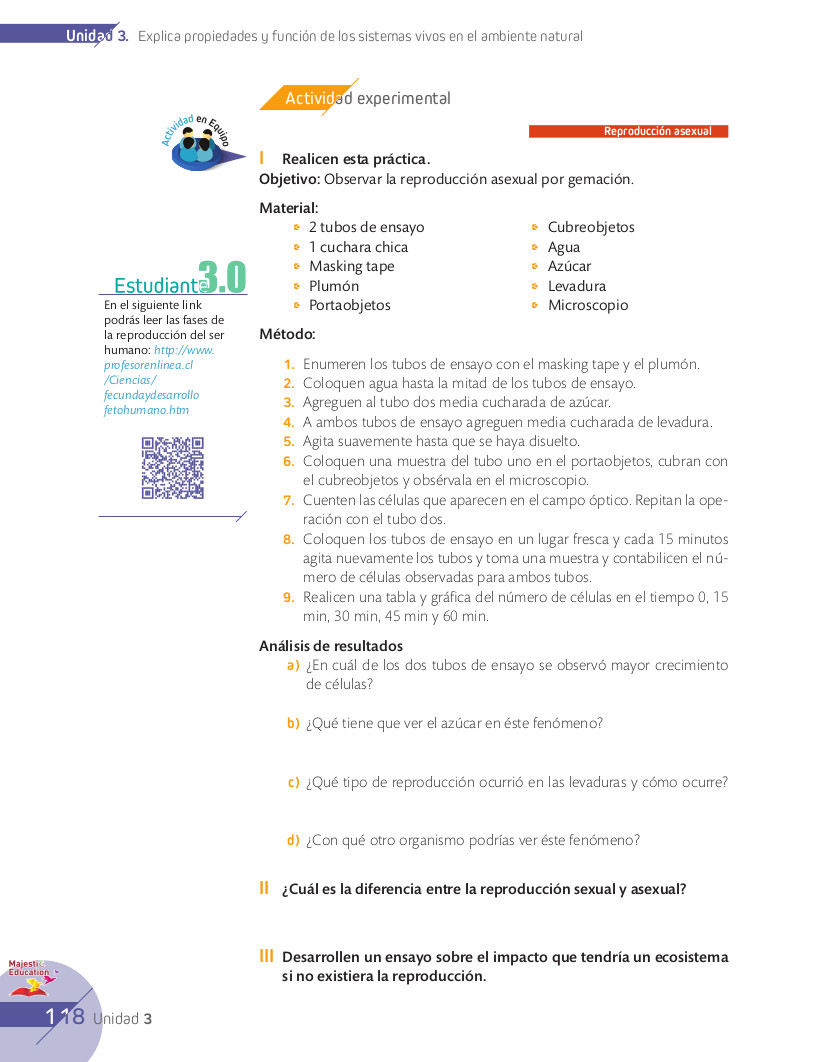 Unidad 3. Explica propiedades y función de los sistemas vivos en el ambiente natural
Actividad experimental
Actividad en Equipo
Reproducción asexual
I Realicen esta práctica.
Objetivo: Observar la reproducción asexual por gemación.
Material:
2 tubos de ensayo
1 cuchara chica
Masking tape
Plumón
Portaobjetos
Cubreobjetos
Agua
Azúcar
Levadura
Microscopio
Estudiante 3.0
En el siguiente link
podrás leer las fases de
la reproducción del ser
humano: http://www.
profesorenlinea.cl
/Ciencias/
fecundaydesarrollo
fetohumano.htm
Método:
1. Enumeren los tubos de ensayo con el masking tape y el plumón.
2. Coloquen agua hasta la mitad de los tubos de ensayo.
3. Agreguen al tubo dos media cucharada de azúcar.
4. A ambos tubos de ensayo agreguen media cucharada de levadura.
5. Agita suavemente hasta que se haya disuelto.
6. Coloquen una muestra del tubo uno en el portaobjetos, cubran con
el cubreobjetos y obsérvala en el microscopio.
7. Cuenten las células que aparecen en el campo óptico. Repitan la ope-
ración con el tubo dos.
8. Coloquen los tubos de ensayo en un lugar fresca y cada 15 minutos
agita nuevamente los tubos y toma una muestra y contabilicen el nú-
mero de células observadas para ambos tubos.
9. Realicen una tabla y gráfica del número de células en el tiempo 0, 15
min, 30 min, 45 min y 60 min.
Análisis de resultados
a) ¿En cuál de los dos tubos de ensayo se observó mayor crecimiento
de células?
b) ¿Qué tiene que ver el azúcar en éste fenómeno?
c) ¿Qué tipo de reproducción ocurrió en las levaduras y cómo ocurre?
d) ¿Con qué otro organismo podrías ver éste fenómeno?
II ¿Cuál es la diferencia entre la reproducción sexual y asexual?
III Desarrollen un ensayo sobre el impacto que tendría un ecosistema
si no existiera la reproducción.
Majestic
Education
118 Unidad 3